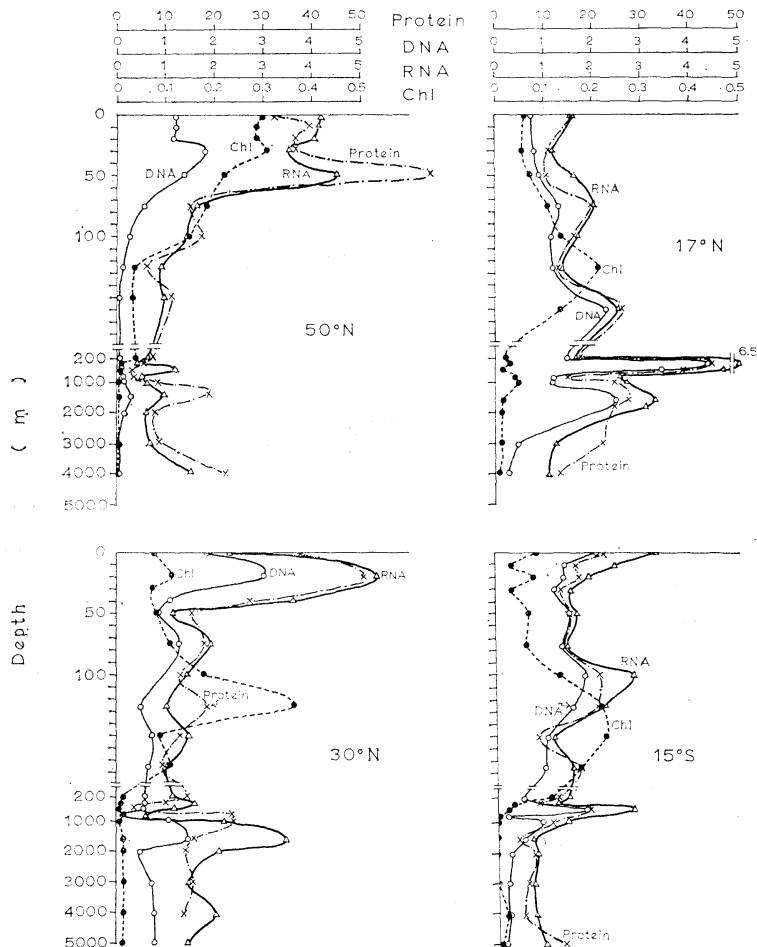 0 10 20 30 40 50 Protein 0 10 20 30 40 50
0 1 2 3 4 5 DNA 0 1 2 3 4 5
0 1 2 3 4 5 RNA 0 1 2 3 4 5
0 0.1 0.2 0.3 0.4 0.5 Chl 0 0.1 0.2 0.3 0.4 0.5
0
Chl Protein
DNA RNA
50
RNA
100
17°N
Chl
DNA
50°N
200
6.5
1000
2000
3000
Protein
4000
5000
( m )
Depth
0
Chl DNA RNA
50
RNA
100
Protein
DNA
Chl
30°N 15°S
200
1000
2000
3000
4000
Protein
5000